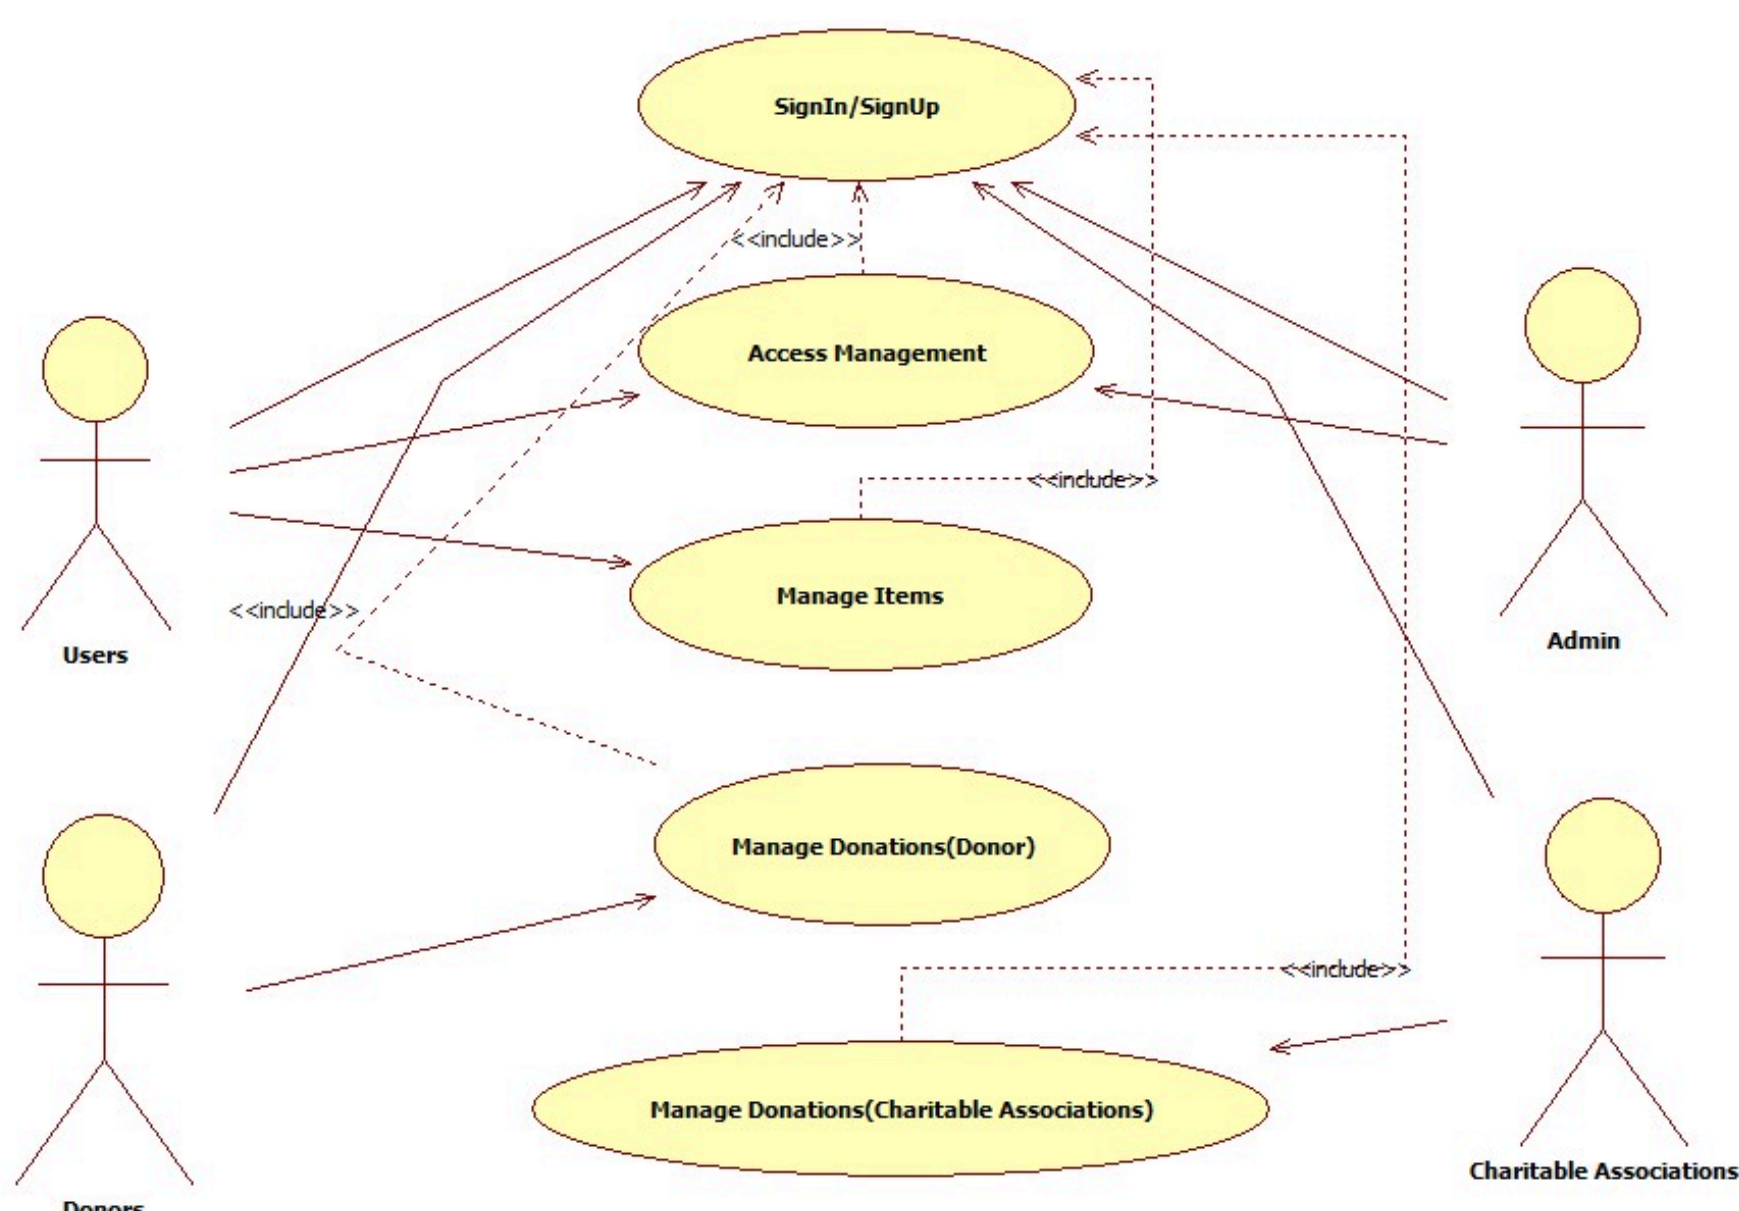 SignIn/SignUp
<<include>>
Access Management
<<include>>
Manage Items
<<include>>
Users
Admin
Manage Donations(Donor)
<<include>>
Manage Donations(Charitable Associations)
Charitable Associations
Donors